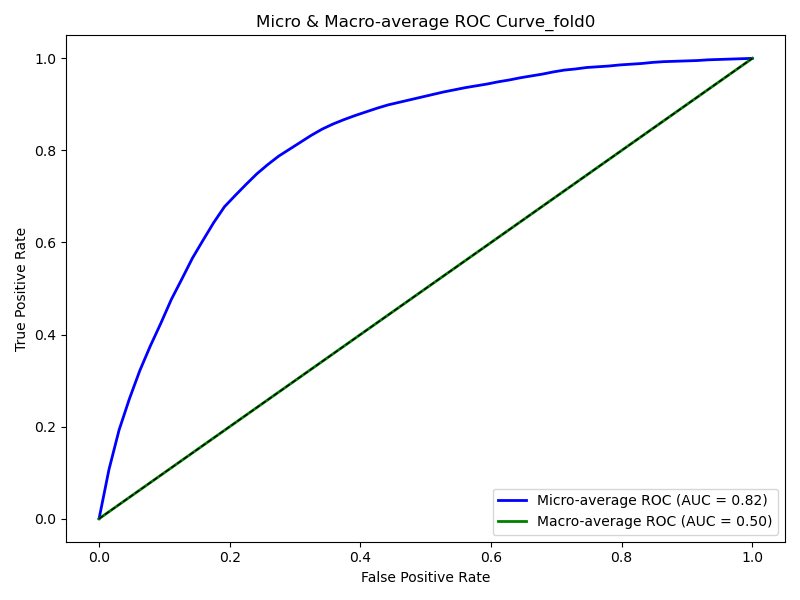 Micro & Macro-average ROC Curve_fold0
True Positive Rate
1.0
0.8
0.6
0.4
0.2
0.0
0.0 0.2 0.4 0.6 0.8 1.0
False Positive Rate
Micro-average ROC (AUC = 0.82)
Macro-average ROC (AUC = 0.50)